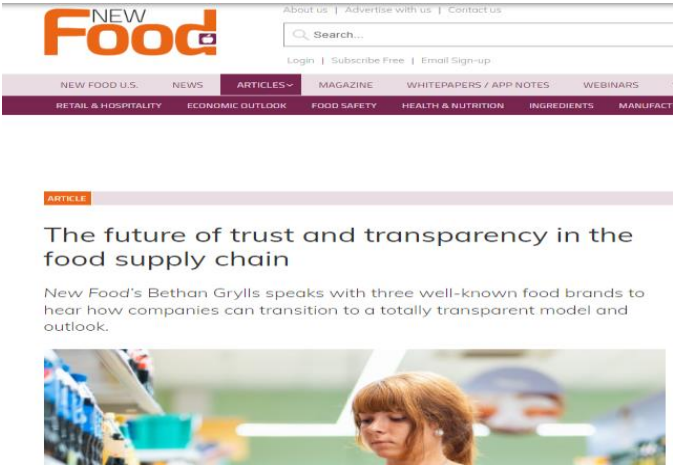 NEW
Food
About us | Advertise with us | Contact us
Search...
Login | Subscribe Free | Email Sign-up
NEW FOOD U.S. NEWS ARTICLES MAGAZINE WHITEPAPERS / APP NOTES WEBINARS
RETAIL & HOSPITALITY ECONOMIC OUTLOOK FOOD SAFETY HEALTH & NUTRITION INGREDIENTS MANUFACT
ARTICLE
The future of trust and transparency in the
food supply chain
New Food's Bethan Grylls speaks with three well-known food brands to
hear how companies can transition to a totally transparent model and
outlook.